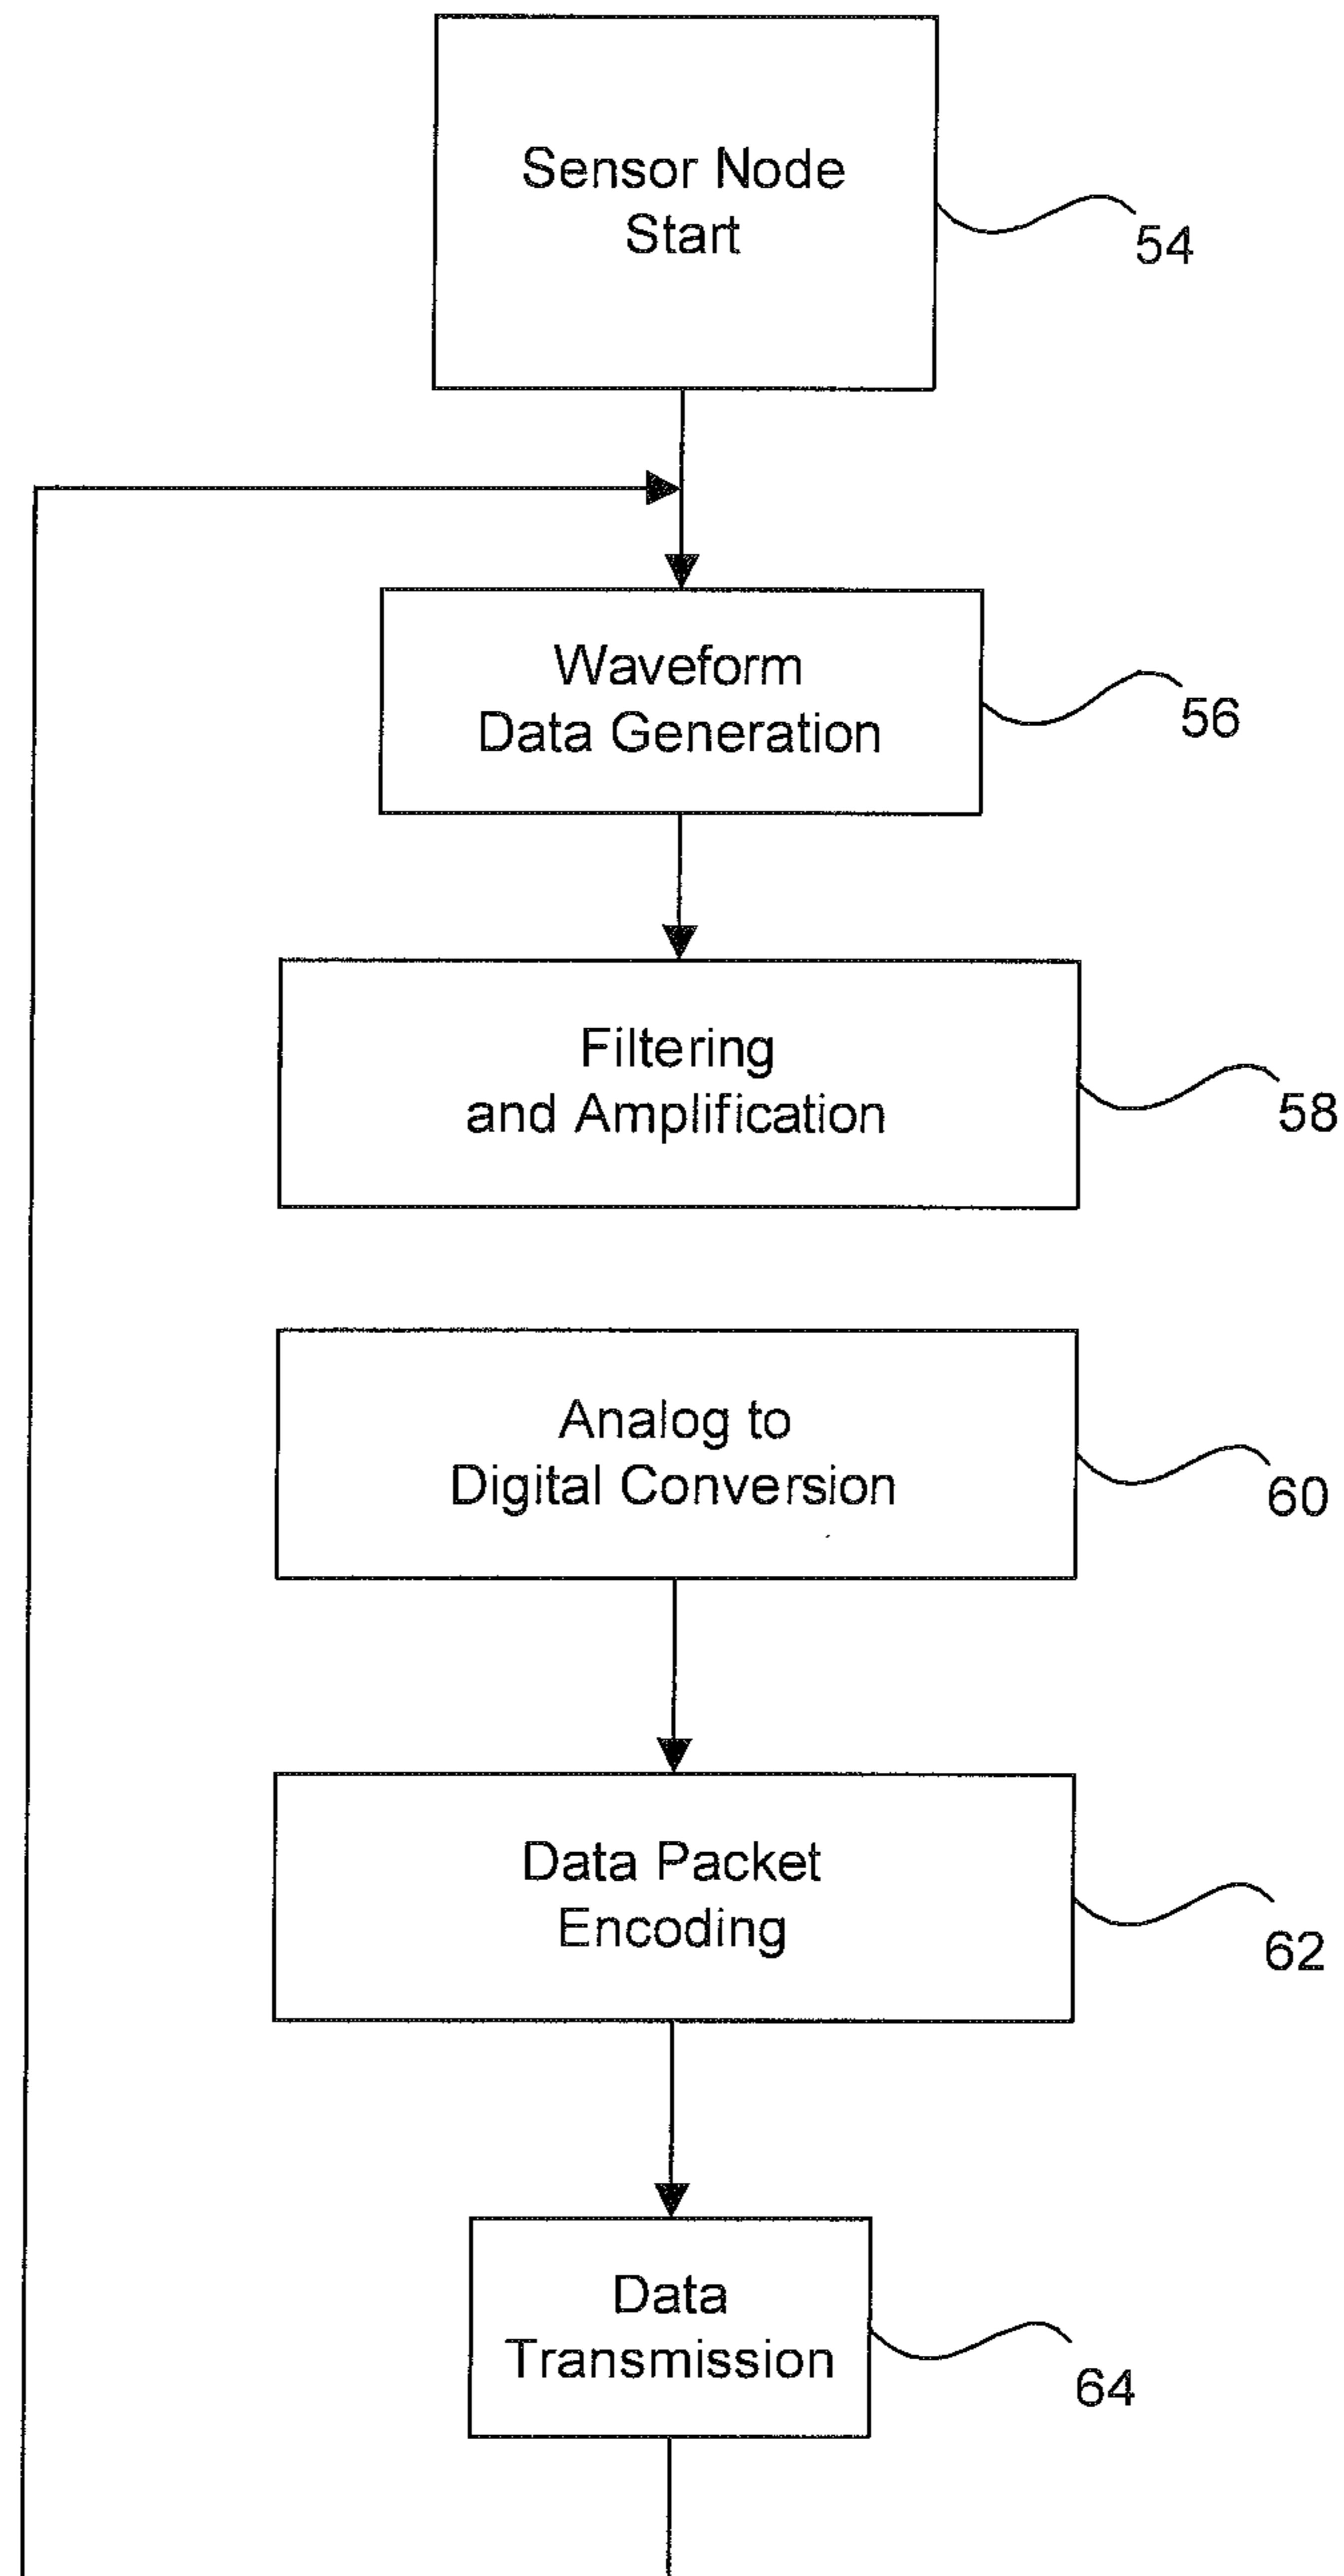 Sensor Node
Start
54
Waveform
Data Generation
56
Filtering
and Amplification
58
Analog to
Digital Conversion
60
Data Packet
Encoding
62
Data
Transmission
64